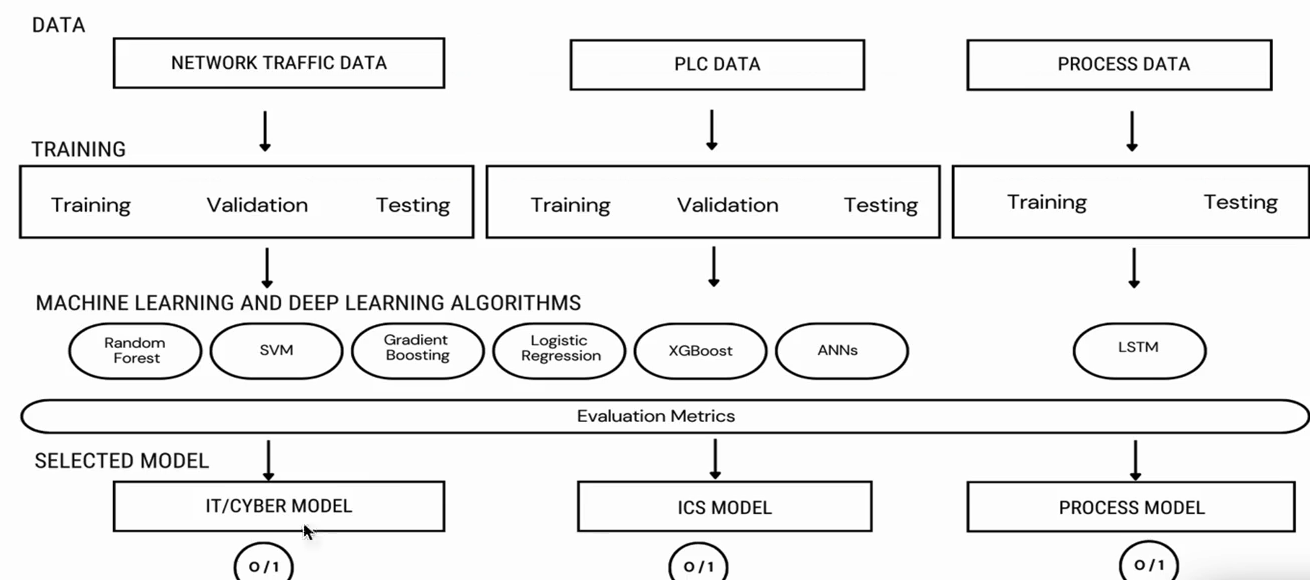 DATA
NETWORK TRAFFIC DATA
PLC DATA
PROCESS DATA
TRAINING
Training Validation Testing
Training Validation Testing
Training Testing
MACHINE LEARNING AND DEEP LEARNING ALGORITHMS
Random
Forest
SVM
Gradient
Boosting
Logistic
Regression
XGBoost
ANNs
LSTM
Evaluation Metrics
SELECTED MODEL
IT/CYBER MODEL
ICS MODEL
PROCESS MODEL
0/1
0/1
0/1